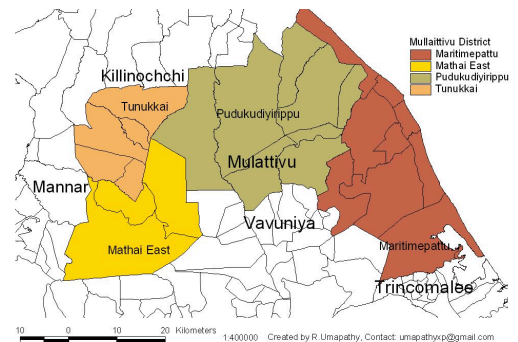 Mullaittivu District
Maritimepattu
Mathai East
Pudukudiyirippu
Tunukkai
Killinochchi
Tunukkai
Pudukudiyirippu
Mulattivu
Mannar
Vavuniya
Mathai East
Maritimepattu
Trincomalee
10 0 10 20 Kilometers
1:400000 Created by R.Umapathy, Contact: umapathyxp@gmail.com